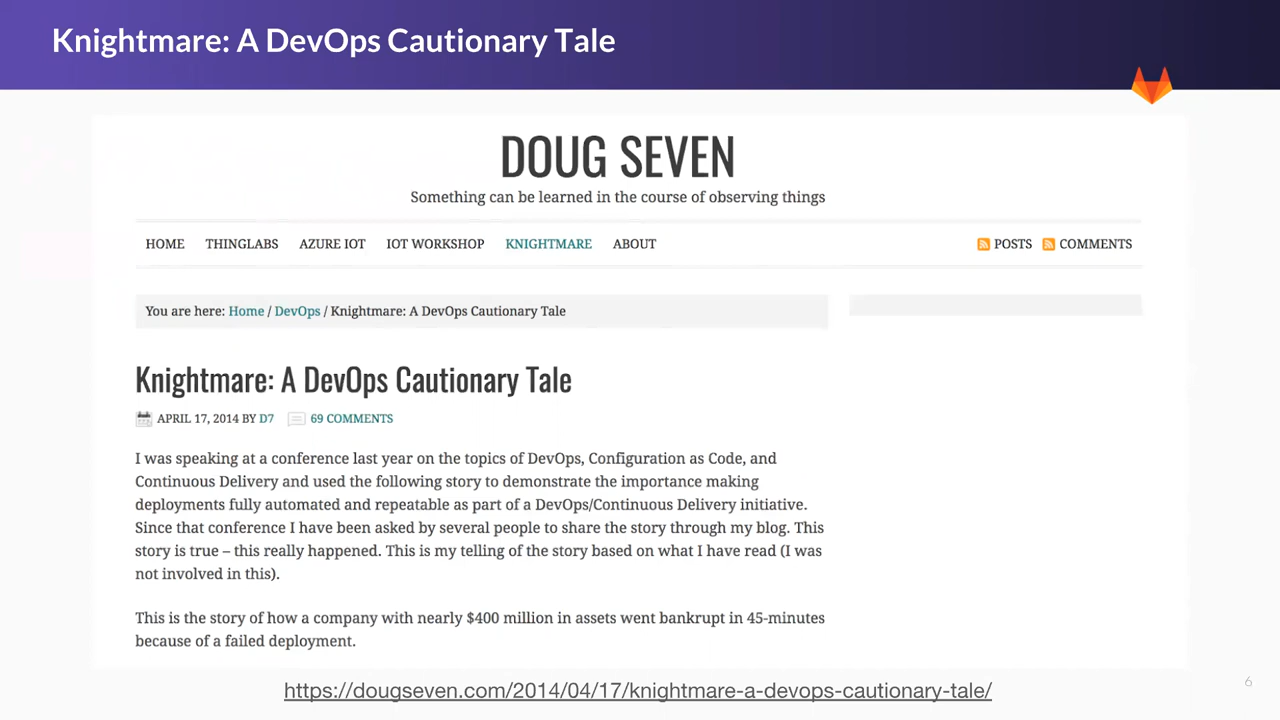 Knightmare: A DevOps Cautionary Tale
DOUG SEVEN
Something can be learned in the course of observing things
HOME THINGLABS AZURE IOT IOT WORKSHOP KNIGHTMARE ABOUT POSTS COMMENTS
You are here: Home / DevOps / Knightmare: A DevOps Cautionary Tale
Knightmare: A DevOps Cautionary Tale
APRIL 17, 2014 BY D7 69 COMMENTS
I was speaking at a conference last year on the topics of DevOps, Configuration as Code, and
Continuous Delivery and used the following story to demonstrate the importance making
deployments fully automated and repeatable as part of a DevOps/Continuous Delivery initiative.
Since that conference I have been asked by several people to share the story through my blog. This
story is true – this really happened. This is my telling of the story based on what I have read (I was
not involved in this).
This is the story of how a company with nearly $400 million in assets went bankrupt in 45-minutes
because of a failed deployment.
https://dougseven.com/2014/04/17/knightmare-a-devops-cautionary-tale/
6